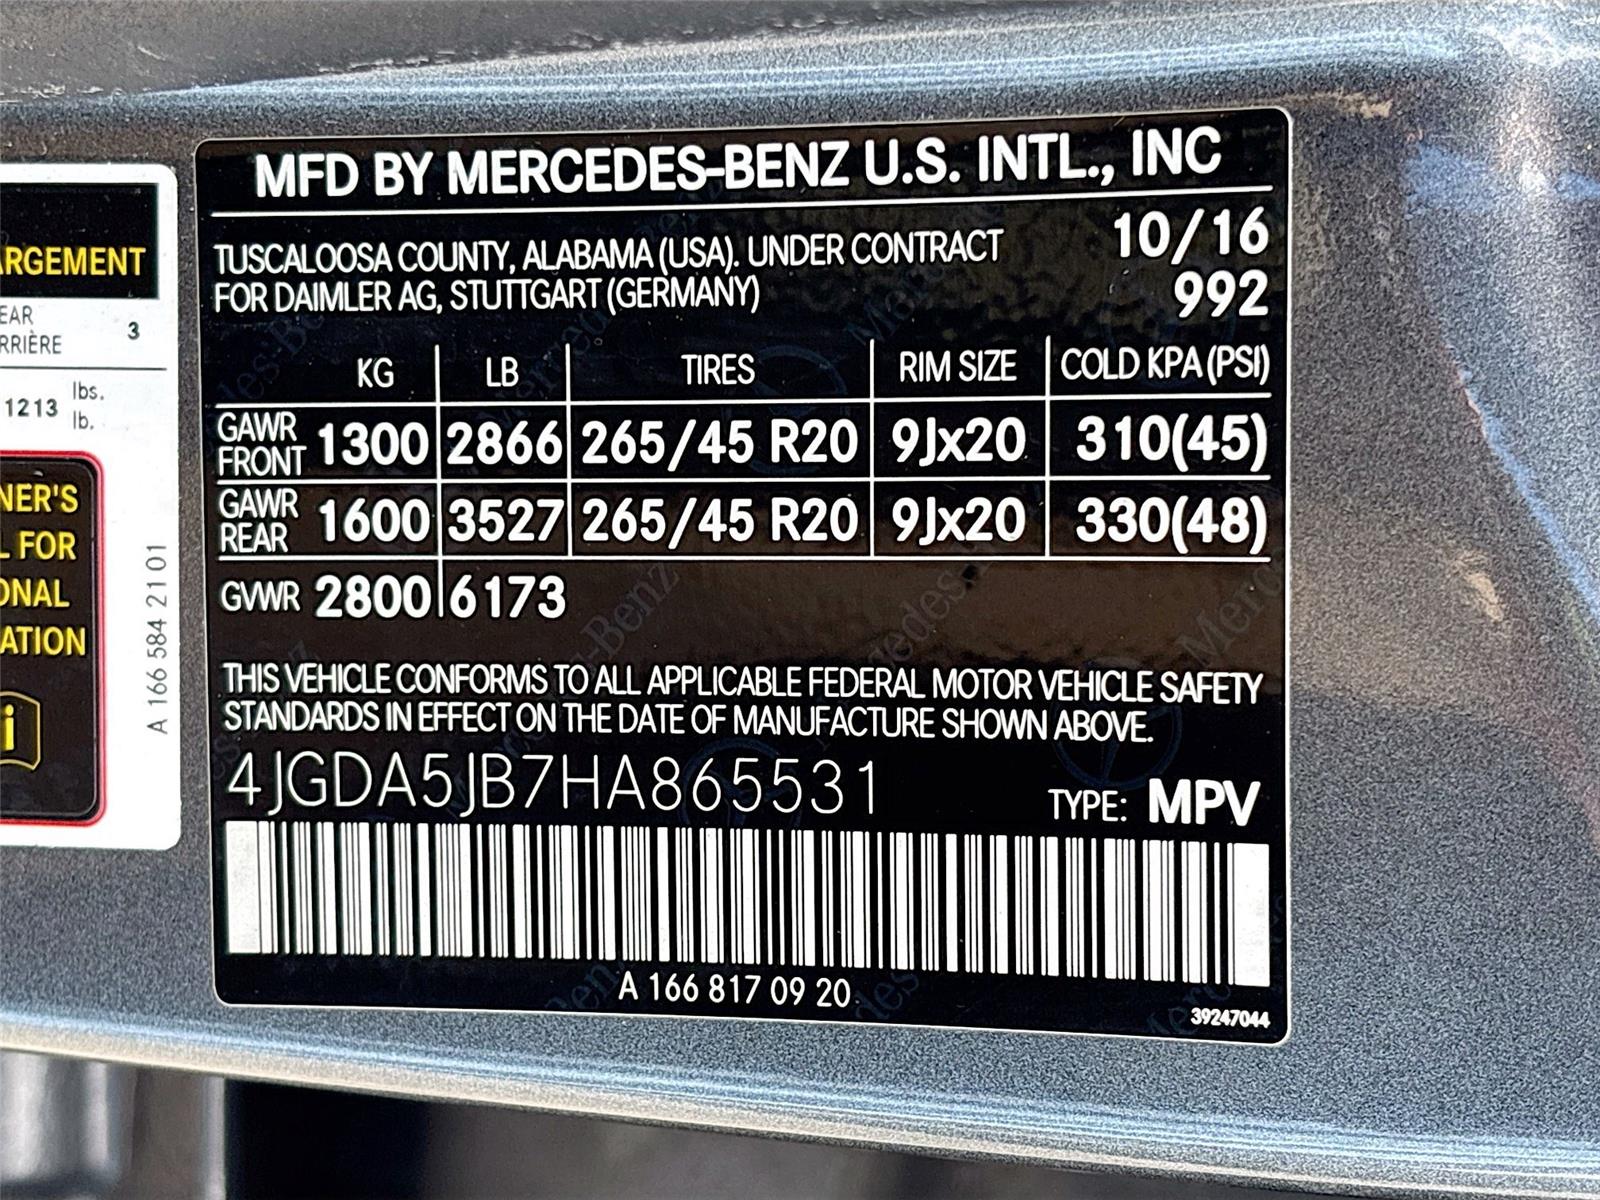 MFD BY MERCEDES-BENZ U.S. INTL., INC
TUSCALOOSA COUNTY, ALABAMA (USA). UNDER CONTRACT
FOR DAIMLER AG, STUTTGART (GERMANY)
10/16
992
KG LB TIRES RIM SIZE COLD KPA (PSI)
GAWR FRONT 1300 2866 265/45 R20 9Jx20 310(45)
GAWR REAR 1600 3527 265/45 R20 9Jx20 330(48)
GVWR 2800 6173
THIS VEHICLE CONFORMS TO ALL APPLICABLE FEDERAL MOTOR VEHICLE SAFETY
STANDARDS IN EFFECT ON THE DATE OF MANUFACTURE SHOWN ABOVE.
4JGDA5JB7HA865531
TYPE: MPV
A 166 817 09 20
39247044
ARGEMENT
EAR
RRIÈRE 3
1213 lbs.
lb.
NER'S
L FOR
ONAL
ATION
i
A 166 584 21 01